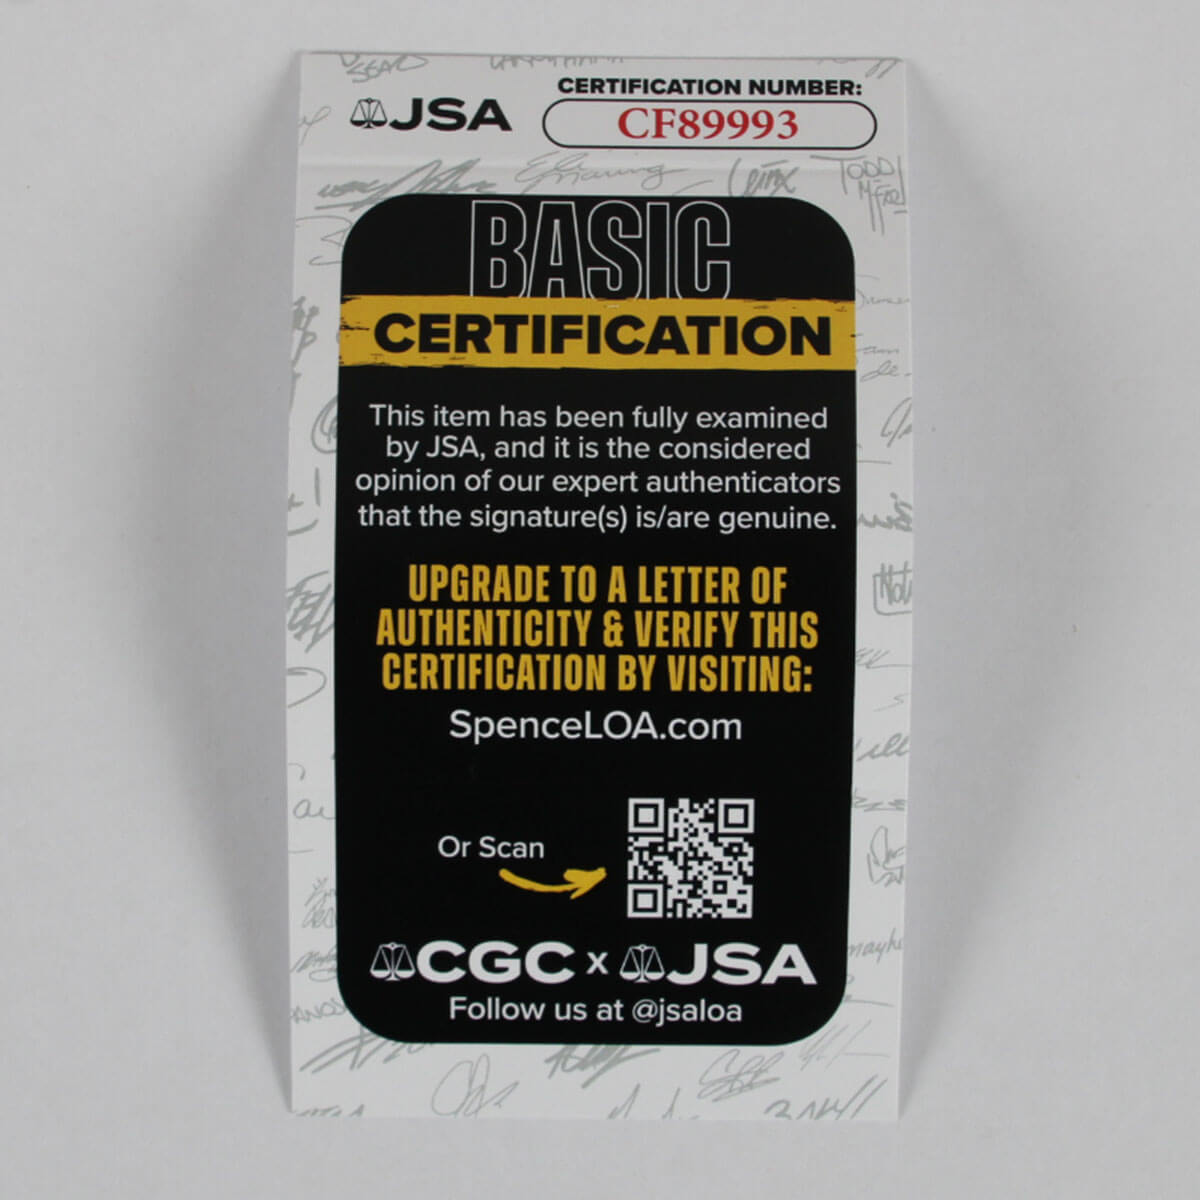 JSA
CERTIFICATION NUMBER:
CF89993
BASIC
CERTIFICATION
This item has been fully examined
by JSA, and it is the considered
opinion of our expert authenticators
that the signature(s) is/are genuine.
UPGRADE TO A LETTER OF
AUTHENTICITY & VERIFY THIS
CERTIFICATION BY VISITING:
SpenceLOA.com
Or Scan
CGC x JSA
Follow us at @jsaloa